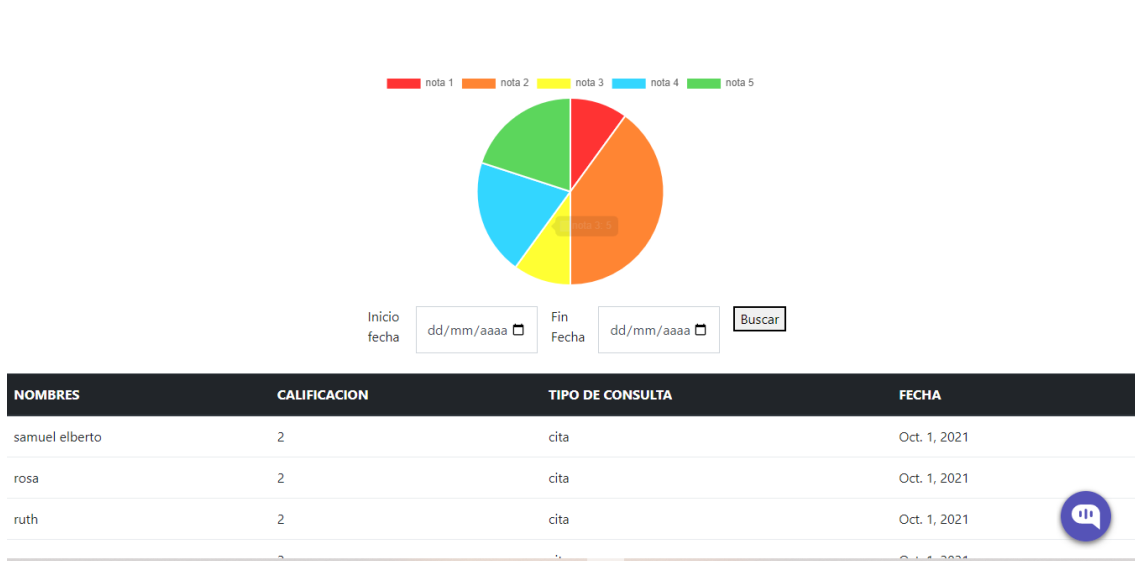 nota 1 nota 2 nota 3 nota 4 nota 5
Inicio fecha dd/mm/aaaa Fin Fecha dd/mm/aaaa Buscar
NOMBRES CALIFICACION TIPO DE CONSULTA FECHA
samuel elberto 2 cita Oct. 1, 2021
rosa 2 cita Oct. 1, 2021
ruth 2 cita Oct. 1, 2021